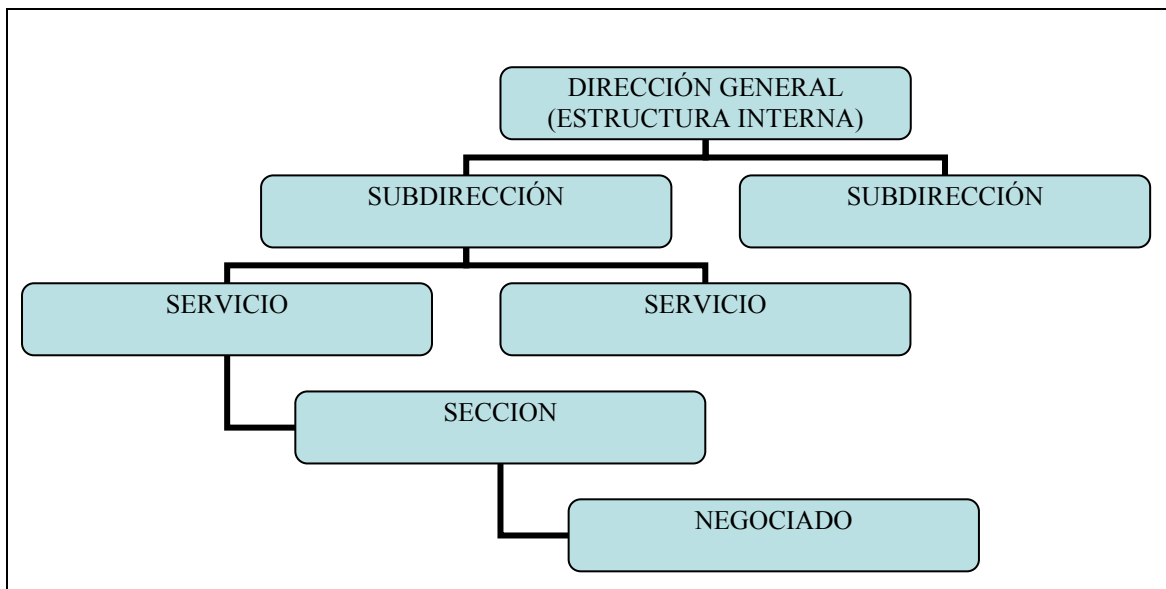 DIRECCIÓN GENERAL
(ESTRUCTURA INTERNA)
SUBDIRECCIÓN
SUBDIRECCIÓN
SERVICIO
SERVICIO
SECCION
NEGOCIADO